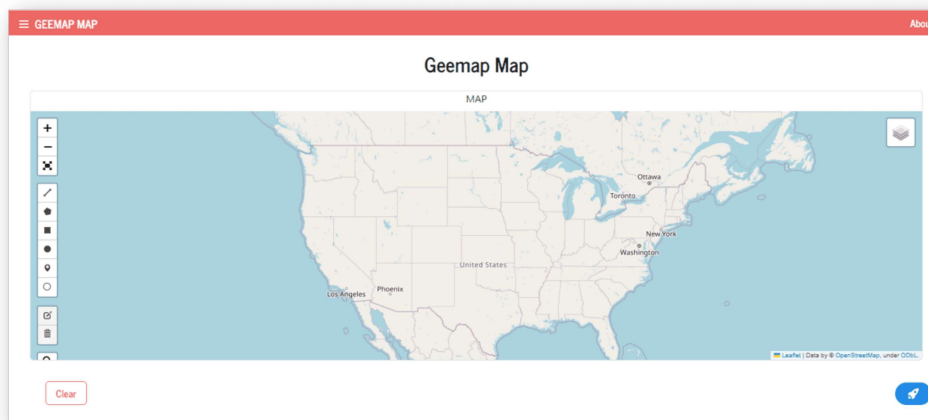 GEEMAP MAP
Geemap Map
MAP
Ottawa
Toronto
New York
Washington
United States
Los Angeles
Phoenix
Leaflet | Data by © OpenStreetMap, under ODbL.
Clear